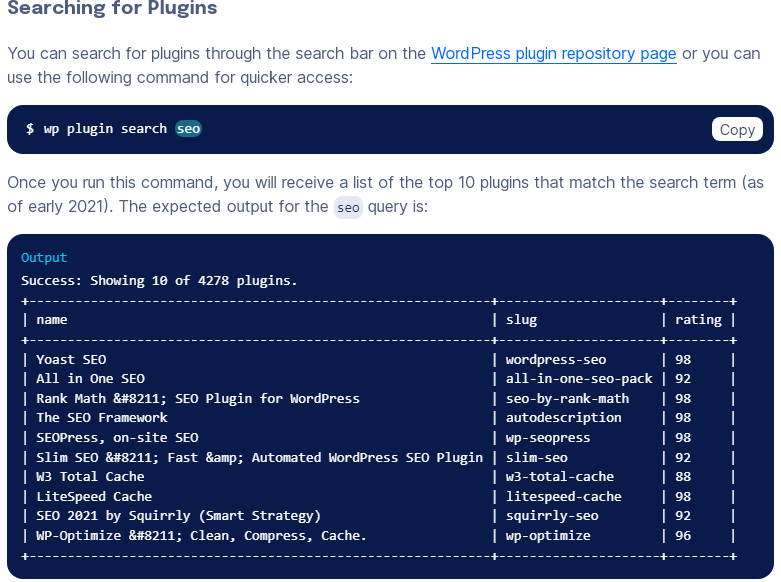 Searching for Plugins
You can search for plugins through the search bar on the WordPress plugin repository page or you can
use the following command for quicker access:
$ wp plugin search seo
Copy
Once you run this command, you will receive a list of the top 10 plugins that match the search term (as
of early 2021). The expected output for the seo query is:
Output
Success: Showing 10 of 4278 plugins.
+------------------------------------------------------------+---------------------+--------+
| name                                                       | slug                | rating |
+------------------------------------------------------------+---------------------+--------+
| Yoast SEO                                                  | wordpress-seo       | 98     |
| All in One SEO                                             | all-in-one-seo-pack | 92     |
| Rank Math &#8211; SEO Plugin for WordPress                 | seo-by-rank-math    | 98     |
| The SEO Framework                                          | autodescription     | 98     |
| SEOPress, on-site SEO                                      | wp-seopress         | 98     |
| Slim SEO &#8211; Fast &amp; Automated WordPress SEO Plugin | slim-seo            | 92     |
| W3 Total Cache                                             | w3-total-cache      | 88     |
| LiteSpeed Cache                                            | litespeed-cache     | 98     |
| SEO 2021 by Squirrly (Smart Strategy)                      | squirrly-seo        | 92     |
| WP-Optimize &#8211; Clean, Compress, Cache.                | wp-optimize         | 96     |
+------------------------------------------------------------+---------------------+--------+